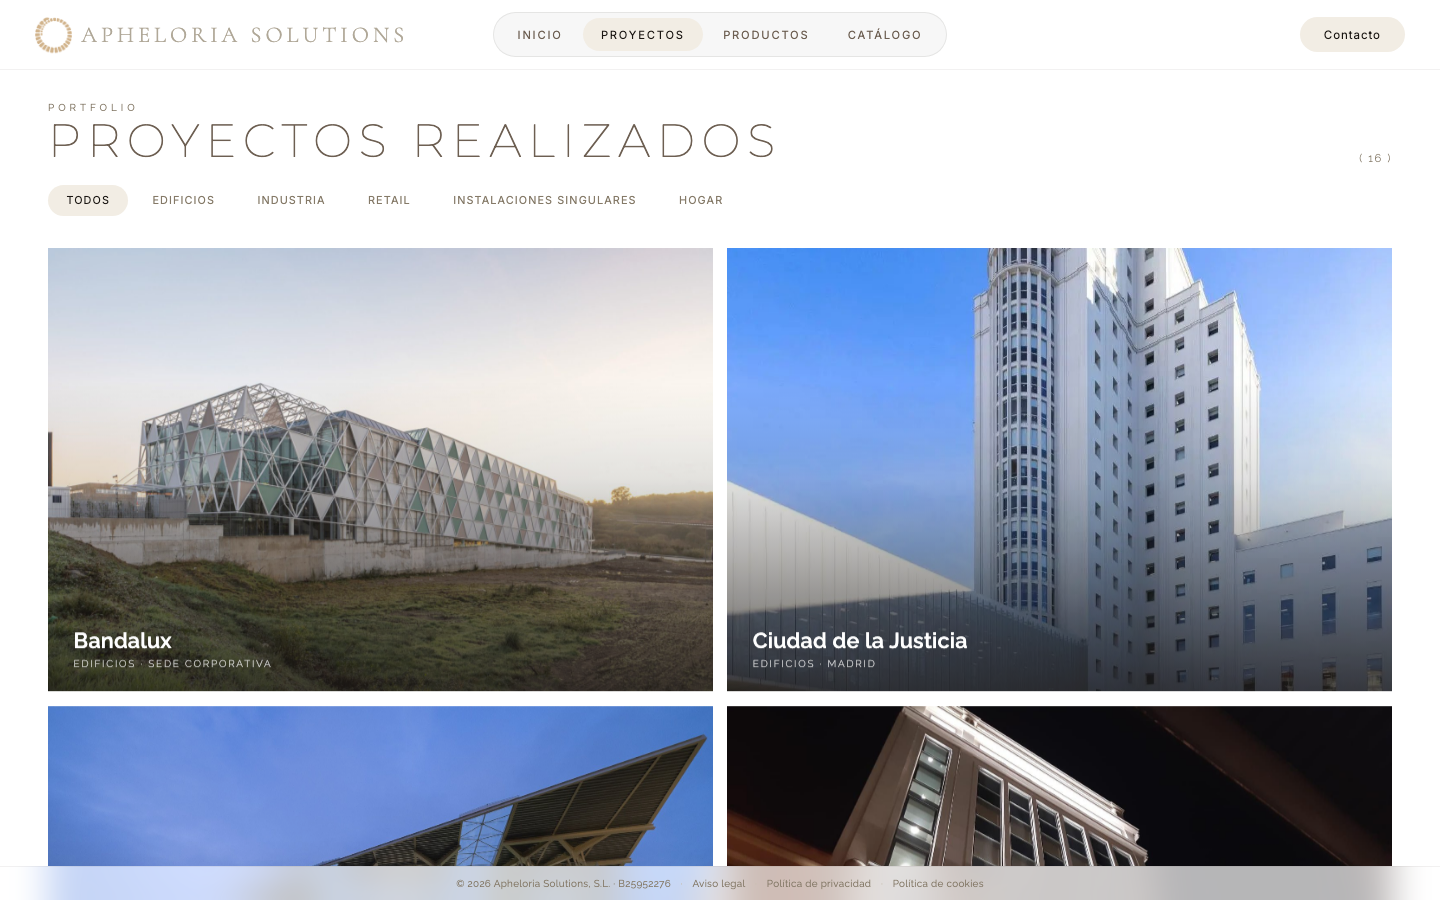 APHELORIA SOLUTIONS
INICIO PROYECTOS PRODUCTOS CATÁLOGO
Contacto
PORTFOLIO
PROYECTOS REALIZADOS
( 16 )
TODOS EDIFICIOS INDUSTRIA RETAIL INSTALACIONES SINGULARES HOGAR
Bandalux
EDIFICIOS · SEDE CORPORATIVA
Ciudad de la Justicia
EDIFICIOS · MADRID
© 2026 Apheloria Solutions, S.L. · B25952276 · Aviso legal · Política de privacidad · Política de cookies